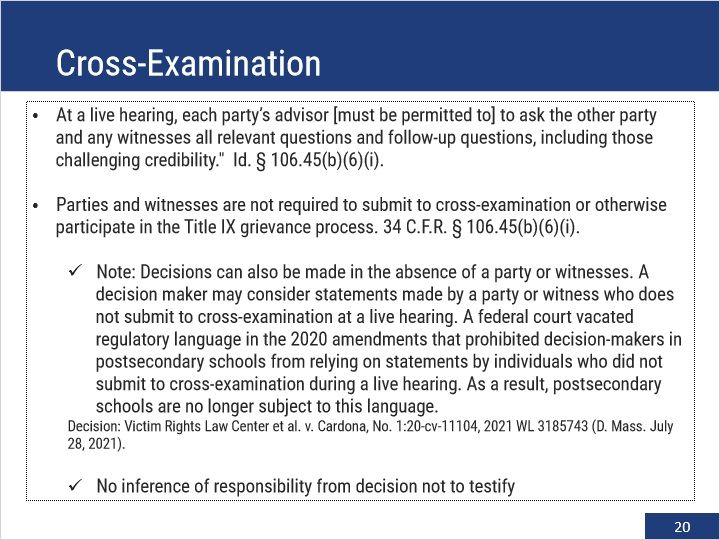 Cross-Examination
• At a live hearing, each party's advisor [must be permitted to] to ask the other party
and any witnesses all relevant questions and follow-up questions, including those
challenging credibility."  Id. § 106.45(b)(6)(i).
• Parties and witnesses are not required to submit to cross-examination or otherwise
participate in the Title IX grievance process. 34 C.F.R. § 106.45(b)(6)(i).
✓ Note: Decisions can also be made in the absence of a party or witnesses. A
decision maker may consider statements made by a party or witness who does
not submit to cross-examination at a live hearing. A federal court vacated
regulatory language in the 2020 amendments that prohibited decision-makers in
postsecondary schools from relying on statements by individuals who did not
submit to cross-examination during a live hearing. As a result, postsecondary
schools are no longer subject to this language.
Decision: Victim Rights Law Center et al. v. Cardona, No. 1:20-cv-11104, 2021 WL 3185743 (D. Mass. July
28, 2021).
✓ No inference of responsibility from decision not to testify
20